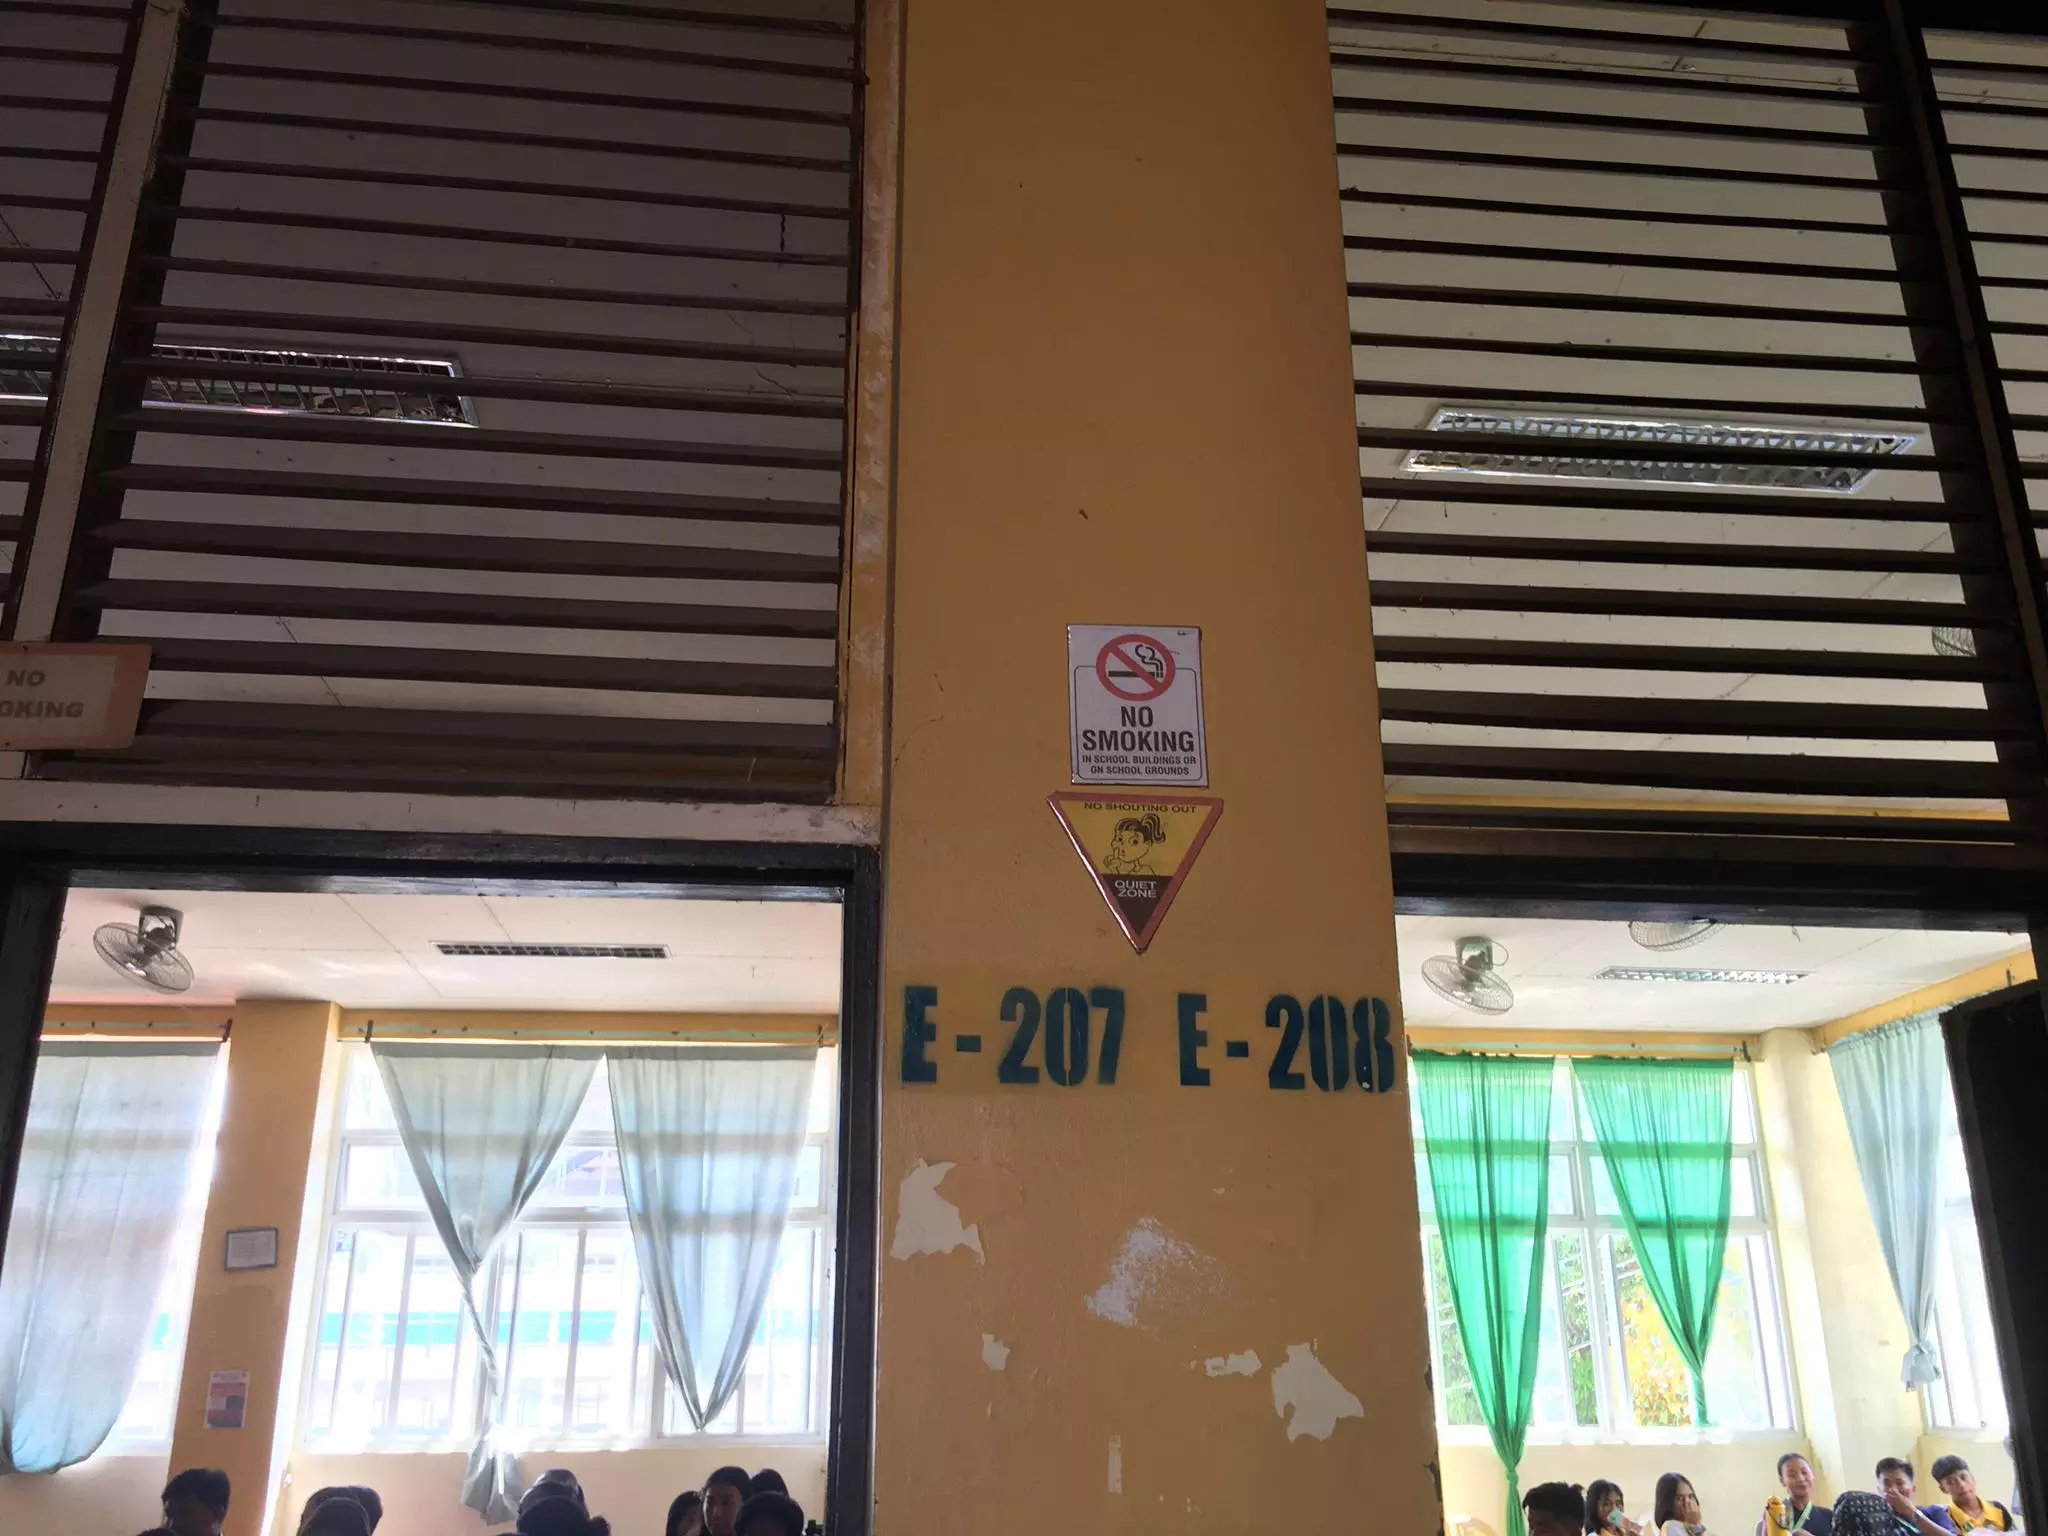 NO
OKING
NO
SMOKING
IN SCHOOL BUILDINGS OR
ON SCHOOL GROUNDS
NO SHOUTING OUT
QUIET
ZONE
E - 207 E - 208